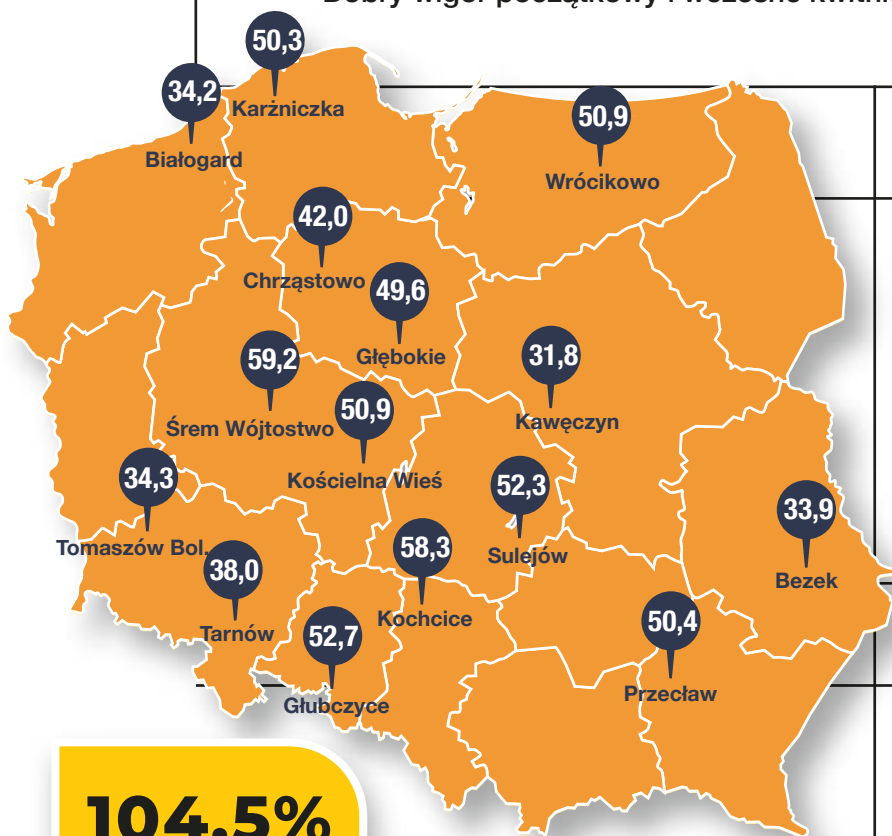 50,3
Karżniczka
34,2
Białogard
50,9
Wrócikowo
42,0
Chrząstowo
49,6
Głębokie
59,2
Śrem Wójtostwo
31,8
Kawęczyn
50,9
Kościelna Wieś
34,3
Tomaszów Bol.
52,3
Sulejów
33,9
Bezek
58,3
Kochcice
38,0
Tarnów
52,7
Głubczyce
50,4
Przecław
104,5%